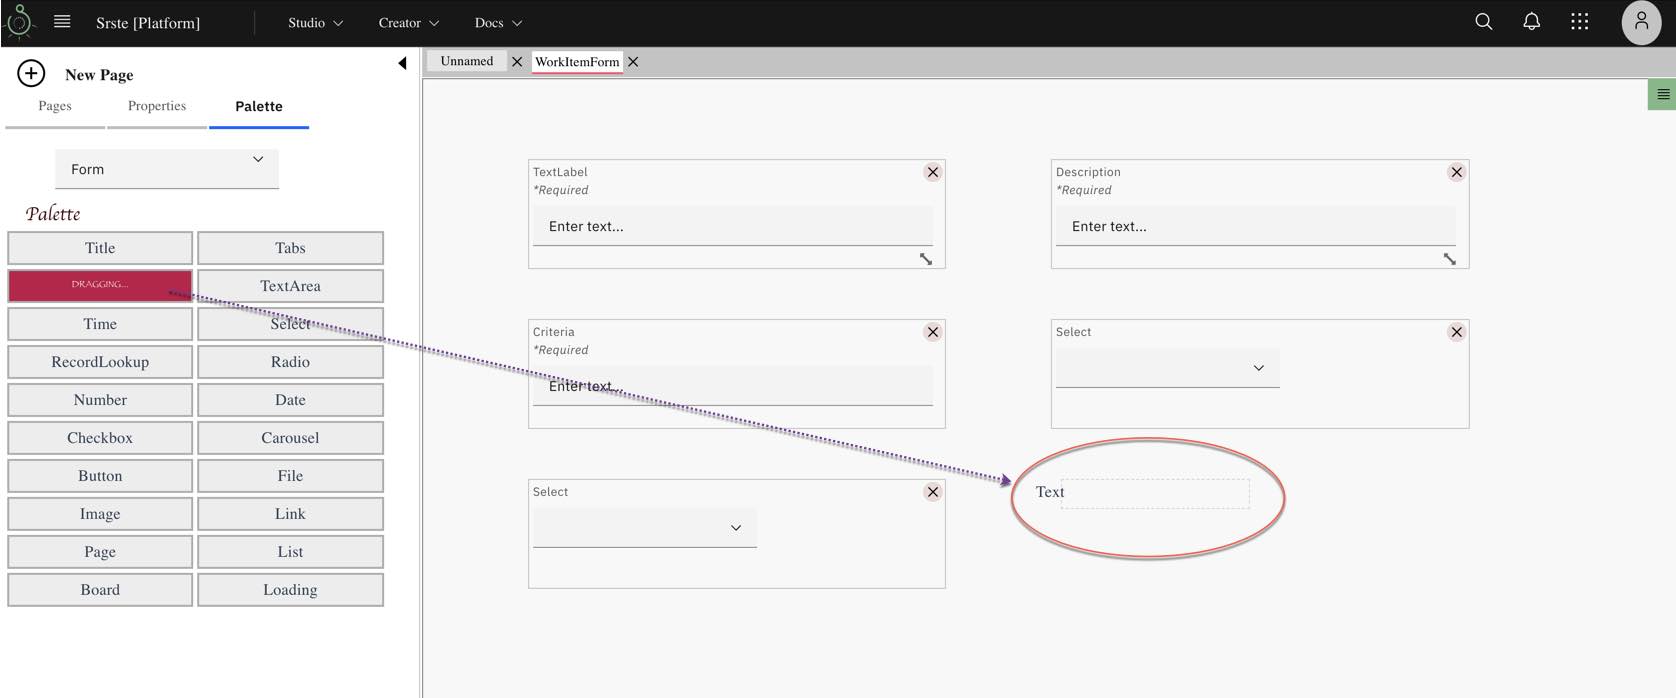 Srste [Platform]
Studio
Creator
Docs
New Page
Pages
Properties
Palette
Form
Palette
Title
Tabs
DRAGGING...
TextArea
Time
Select
RecordLookup
Radio
Number
Date
Checkbox
Carousel
Button
File
Image
Link
Page
List
Board
Loading
Unnamed
WorkItemForm
TextLabel
*Required
Enter text...
Description
*Required
Enter text...
Criteria
*Required
Enter text...
Select
Select
Text